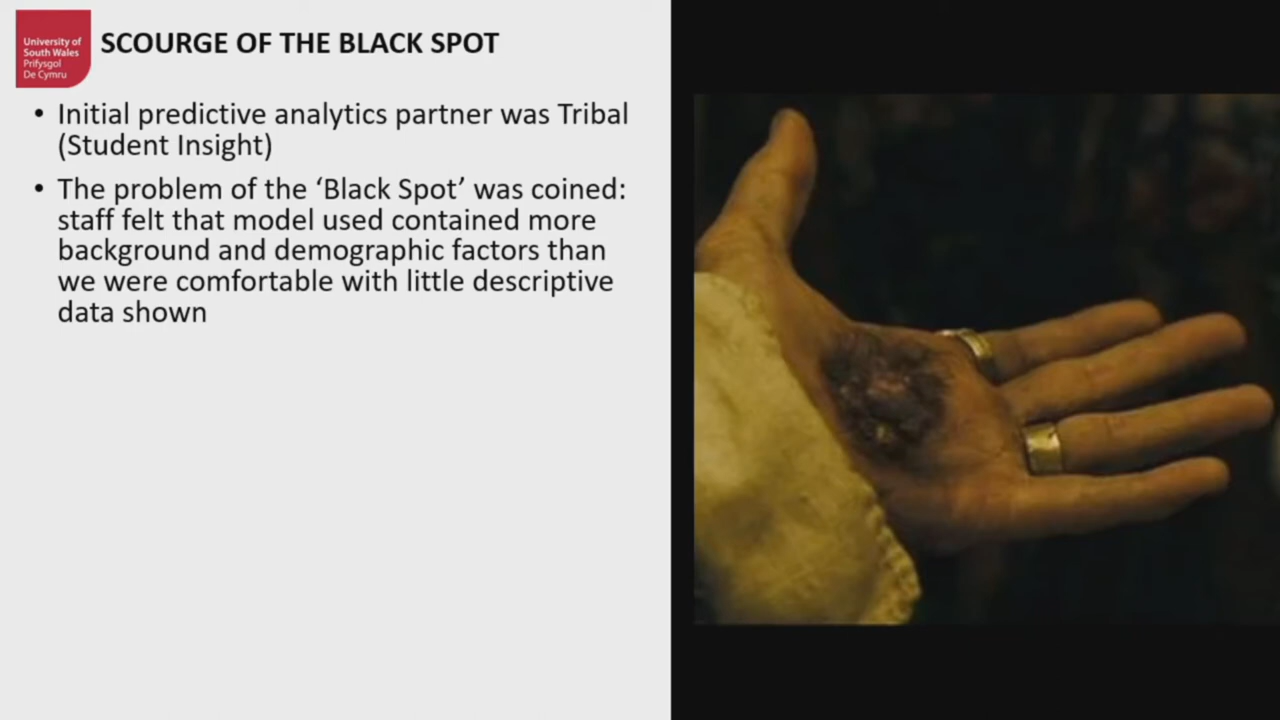 University of
South Wales
Prifysgol
De Cymru
SCOURGE OF THE BLACK SPOT
• Initial predictive analytics partner was Tribal
(Student Insight)
• The problem of the ‘Black Spot’ was coined:
staff felt that model used contained more
background and demographic factors than
we were comfortable with little descriptive
data shown